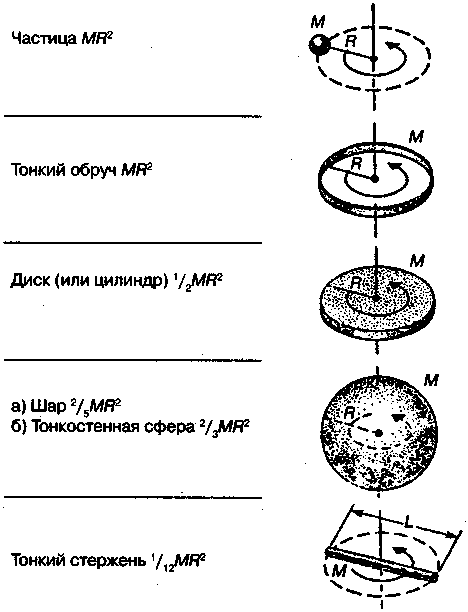 Частица MR²
M
R
Тонкий обруч MR²
M
R
Диск (или цилиндр) ¹/₂MR²
M
R
а) Шар ²/₅MR²
б) Тонкостенная сфера ²/₃MR²
M
R
Тонкий стержень ¹/₁₂MR²
L
M